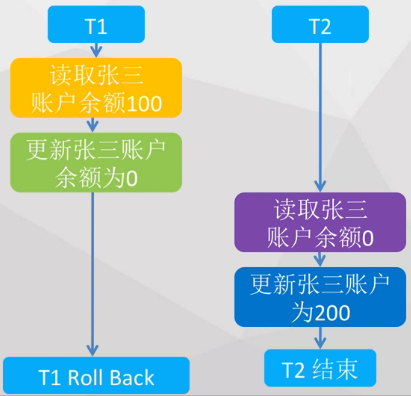 T1
读取张三
账户余额100
更新张三账户
余额为0
T1 Roll Back
T2
读取张三
账户余额0
更新张三账户
为200
T2 结束